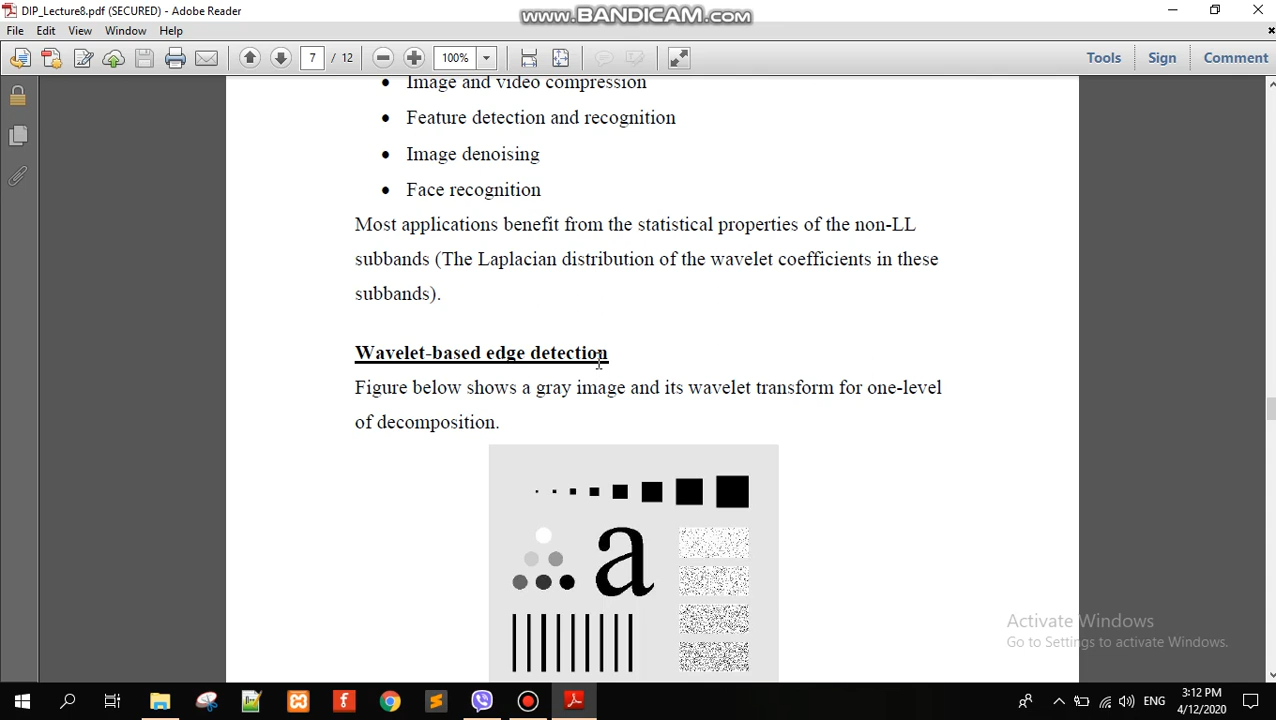 DIP_Lecture8.pdf (SECURED) - Adobe Reader
www.BANDICAM.com
File Edit View Window Help
7 / 12 100% Tools Sign Comment
• Image and video compression
• Feature detection and recognition
• Image denoising
• Face recognition
Most applications benefit from the statistical properties of the non-LL
subbands (The Laplacian distribution of the wavelet coefficients in these
subbands).
Wavelet-based edge detection
Figure below shows a gray image and its wavelet transform for one-level
of decomposition.
a
Activate Windows
Go to Settings to activate Windows.
ENG
3:12 PM
4/12/2020